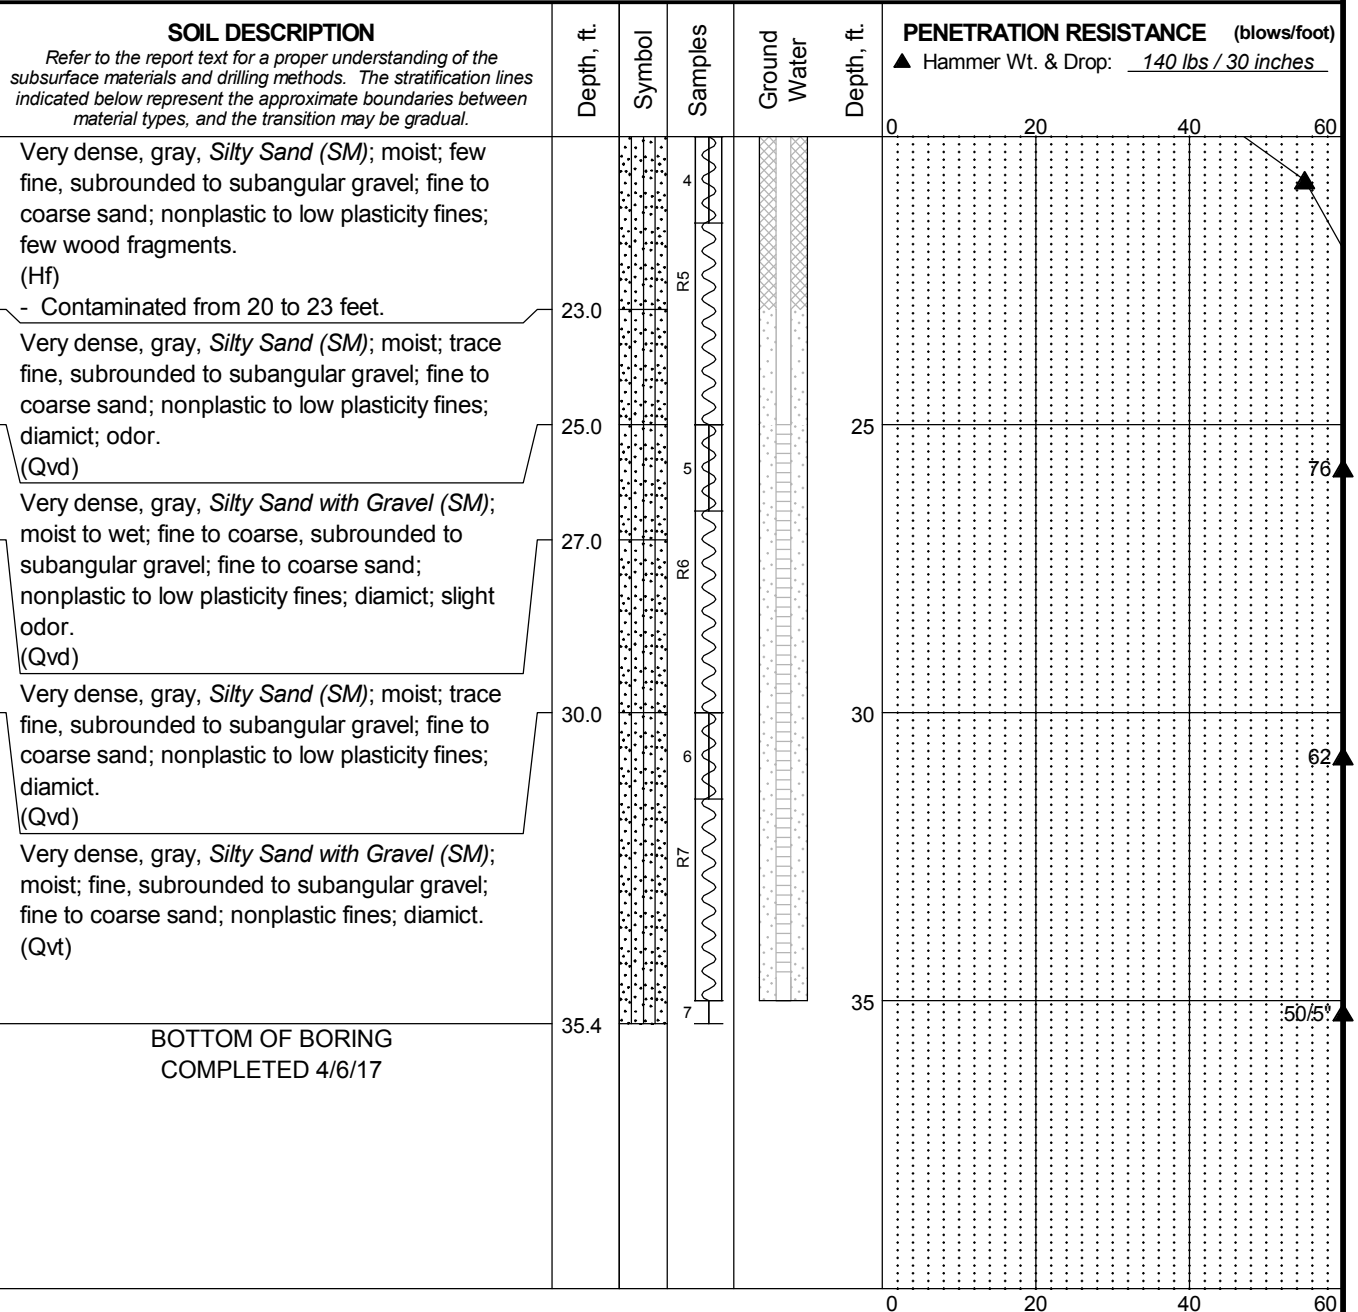 SOIL DESCRIPTION
Refer to the report text for a proper understanding of the
subsurface materials and drilling methods. The stratification lines
indicated below represent the approximate boundaries between
material types, and the transition may be gradual.
Depth, ft.
Symbol
Samples
Ground
Water
Depth, ft.
PENETRATION RESISTANCE (blows/foot)
▲ Hammer Wt. & Drop: 140 lbs / 30 inches
0 20 40 60
Very dense, gray, Silty Sand (SM); moist; few
fine, subrounded to subangular gravel; fine to
coarse sand; nonplastic to low plasticity fines;
few wood fragments.
(Hf)
- Contaminated from 20 to 23 feet.
23.0
Very dense, gray, Silty Sand (SM); moist; trace
fine, subrounded to subangular gravel; fine to
coarse sand; nonplastic to low plasticity fines;
diamict; odor.
(Qvd)
25.0
Very dense, gray, Silty Sand with Gravel (SM);
moist to wet; fine to coarse, subrounded to
subangular gravel; fine to coarse sand;
nonplastic to low plasticity fines; diamict; slight
odor.
(Qvd)
27.0
Very dense, gray, Silty Sand (SM); moist; trace
fine, subrounded to subangular gravel; fine to
coarse sand; nonplastic to low plasticity fines;
diamict.
(Qvd)
30.0
Very dense, gray, Silty Sand with Gravel (SM);
moist; fine, subrounded to subangular gravel;
fine to coarse sand; nonplastic fines; diamict.
(Qvt)
35.4
BOTTOM OF BORING
COMPLETED 4/6/17
4
R5
5
R6
6
R7
7
25
30
35
76
62
50/5"
0 20 40 60